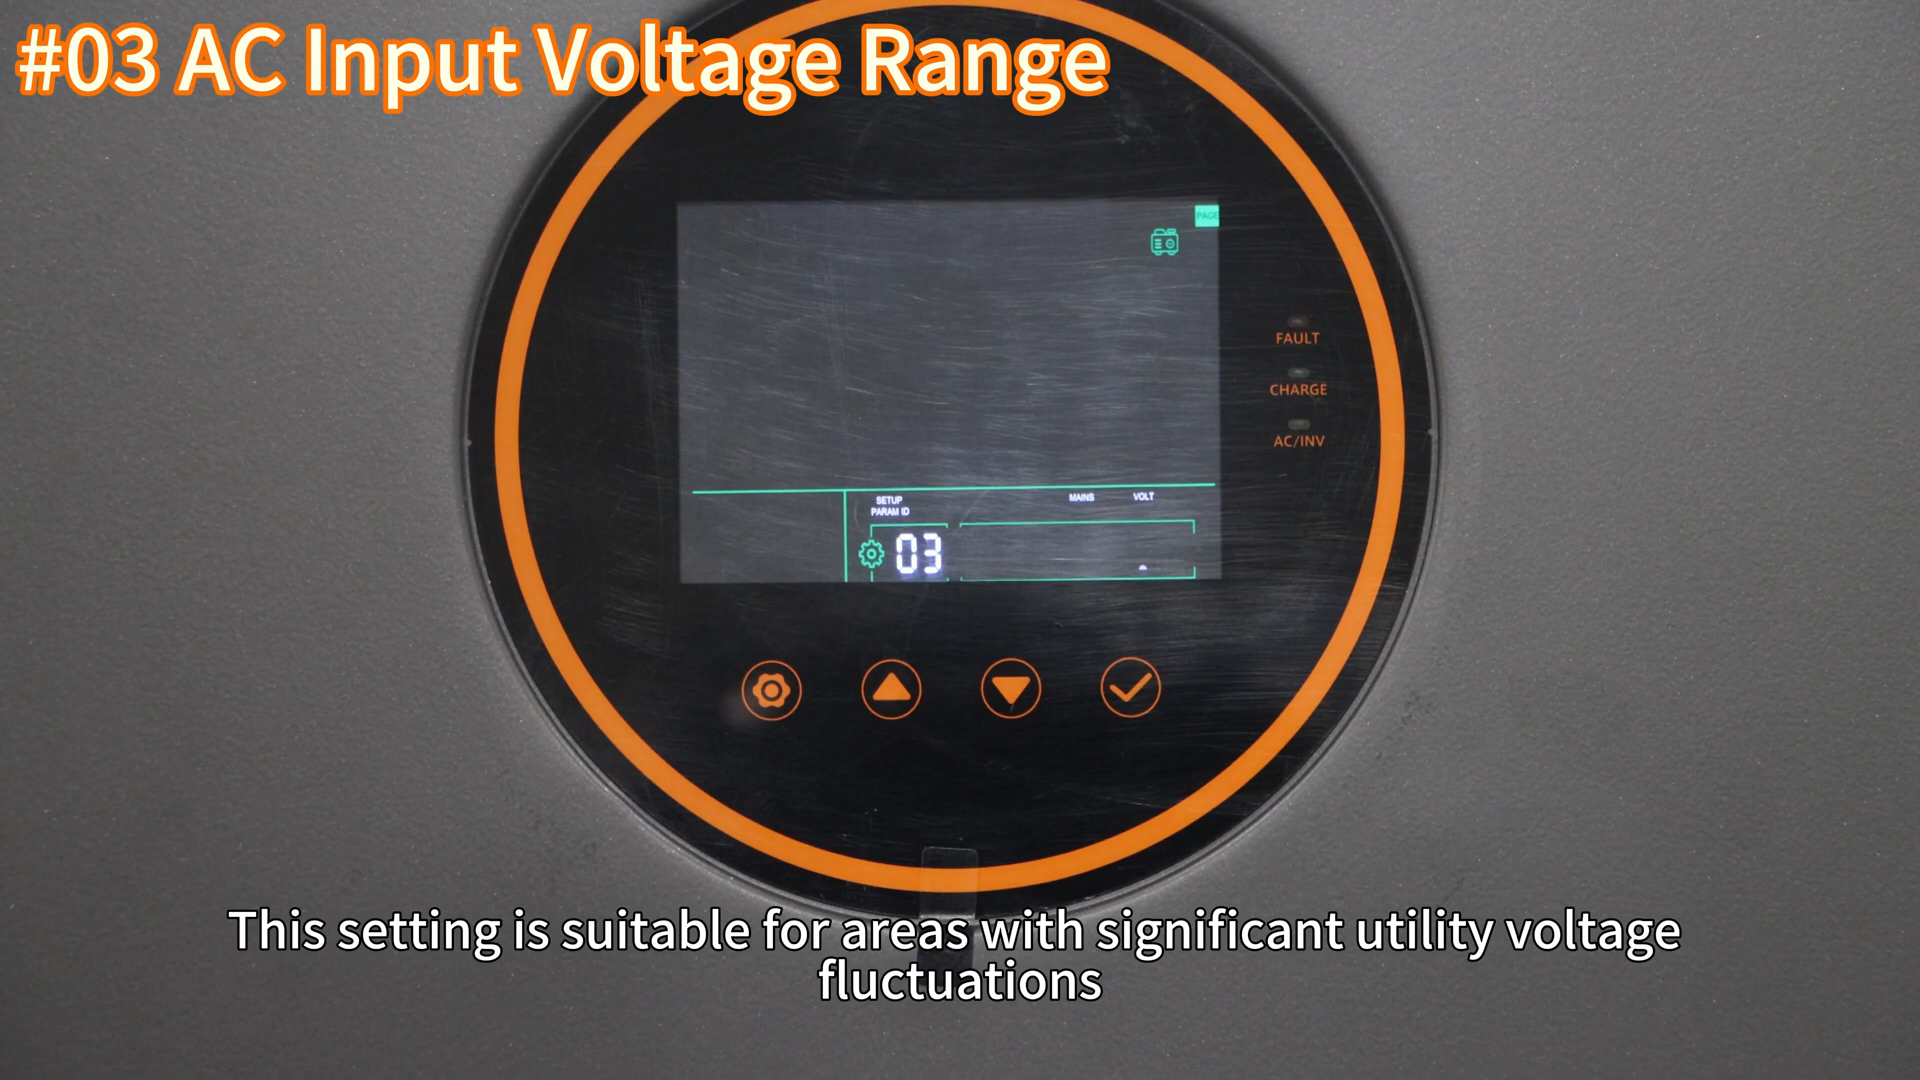 #03 AC Input Voltage Range
PAGE
FAULT
CHARGE
AC/INV
SETUP
PARAM ID
MAINS VOLT
03
This setting is suitable for areas with significant utility voltage
fluctuations